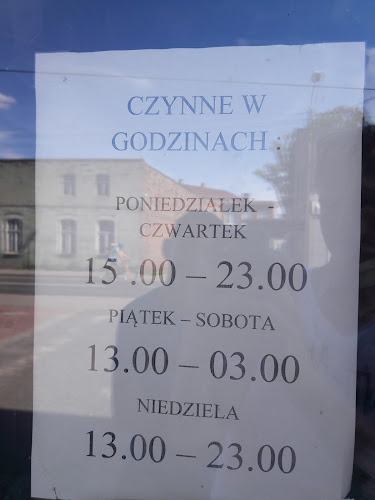 CZYNNE W
GODZINACH :
PONIEDZIAŁEK -
CZWARTEK
15 .00 – 23.00
PIĄTEK – SOBOTA
13.00 – 03.00
NIEDZIELA
13.00 – 23.00